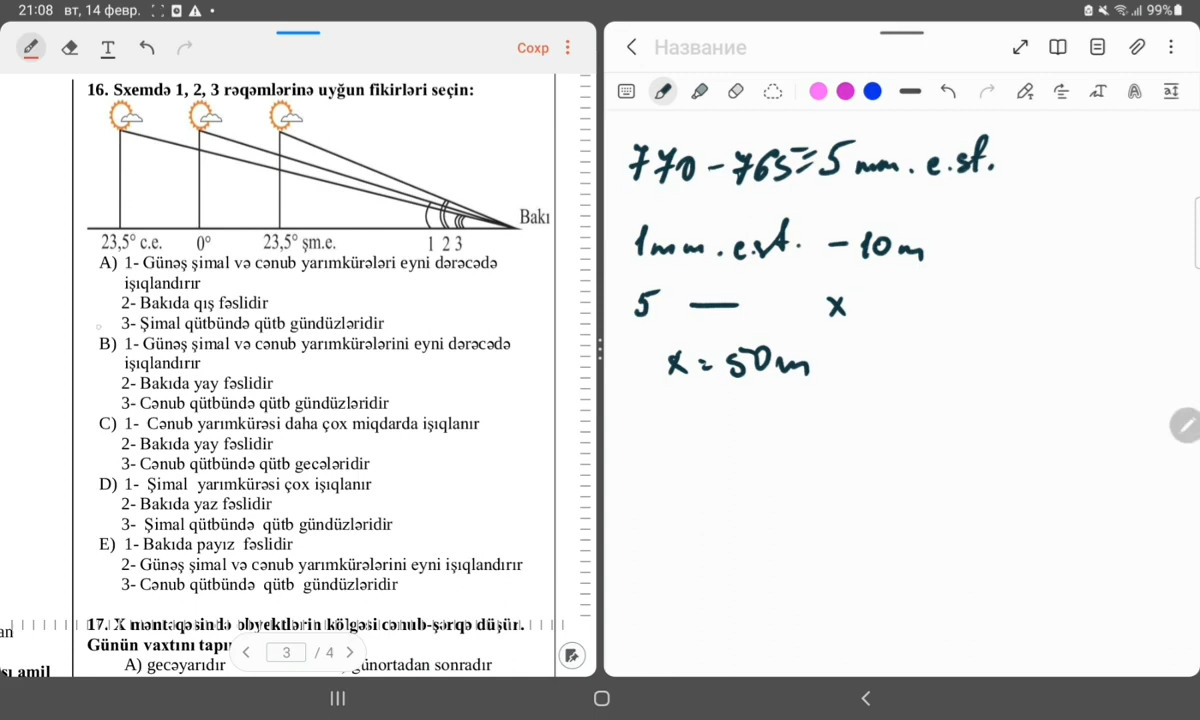 21:08 вт, 14 февр. 99%
Сохр
16. Sxemdə 1, 2, 3 rəqəmlərinə uyğun fikirləri seçin:
Bakı
23,5° c.e. 0° 23,5° şm.e. 1 2 3
A) 1- Günəş şimal və cənub yarımkürələri eyni dərəcədə
işıqlandırır
2- Bakıda qış fəslidir
3- Şimal qütbündə qütb gündüzləridir
B) 1- Günəş şimal və cənub yarımkürələrini eyni dərəcədə
işıqlandırır
2- Bakıda yay fəslidir
3- Cənub qütbündə qütb gündüzləridir
C) 1- Cənub yarımkürəsi daha çox miqdarda işıqlanır
2- Bakıda yay fəslidir
3- Cənub qütbündə qütb gecələridir
D) 1- Şimal yarımkürəsi çox işıqlanır
2- Bakıda yaz fəslidir
3- Şimal qütbündə qütb gündüzləridir
E) 1- Bakıda payız fəslidir
2- Günəş şimal və cənub yarımkürələrini eyni işıqlandırır
3- Cənub qütbündə qütb gündüzləridir
an
17. X məntəqəsində obyektlərin kölgəsi cənub-şərqə düşür.
Günün vaxtını
3 / 4
A) gecəyarıdır günortadan sonradır
sı amil
Название
770 - 765 = 5 mm. c.st.
1mm. c.st. - 10m
5 — x
x = 50m